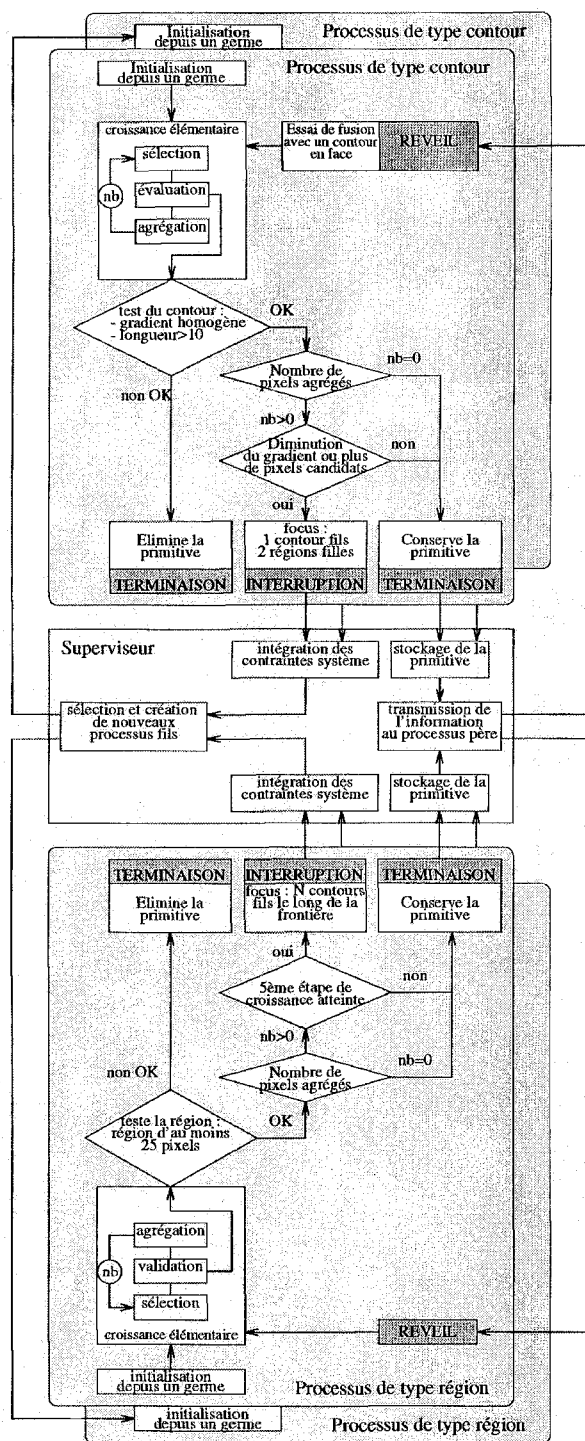 Initialisation
depuis un germe
Processus de type contour
Processus de type contour
Initialisation
depuis un germe
croissance élémentaire
sélection
nb
évaluation
agrégation
Essai de fusion
avec un contour
en face
REVEIL
test du contour :
- gradient homogène
- longueur>10
OK
non OK
Nombre de
pixels agrégés
nb=0
nb>0
Diminution
du gradient ou plus
de pixels candidats
non
oui
Elimine la
primitive
TERMINAISON
focus :
1 contour fils
2 régions filles
INTERRUPTION
Conserve la
primitive
TERMINAISON
Superviseur
intégration des
contraintes système
stockage de la
primitive
sélection et création
de nouveaux
processus fils
transmission de
l'information
au processus père
intégration des
contraintes système
stockage de la
primitive
TERMINAISON
Elimine la
primitive
INTERRUPTION
focus : N contours
fils le long de la
frontière
TERMINAISON
Conserve la
primitive
oui
5ème étape de
croissance atteinte
non
nb>0
Nombre de
pixels agrégés
nb=0
non OK
OK
teste la région :
région d'au moins
25 pixels
agrégation
nb
validation
sélection
croissance élémentaire
REVEIL
initialisation
depuis un germe
Processus de type région
initialisation
depuis un germe
Processus de type région